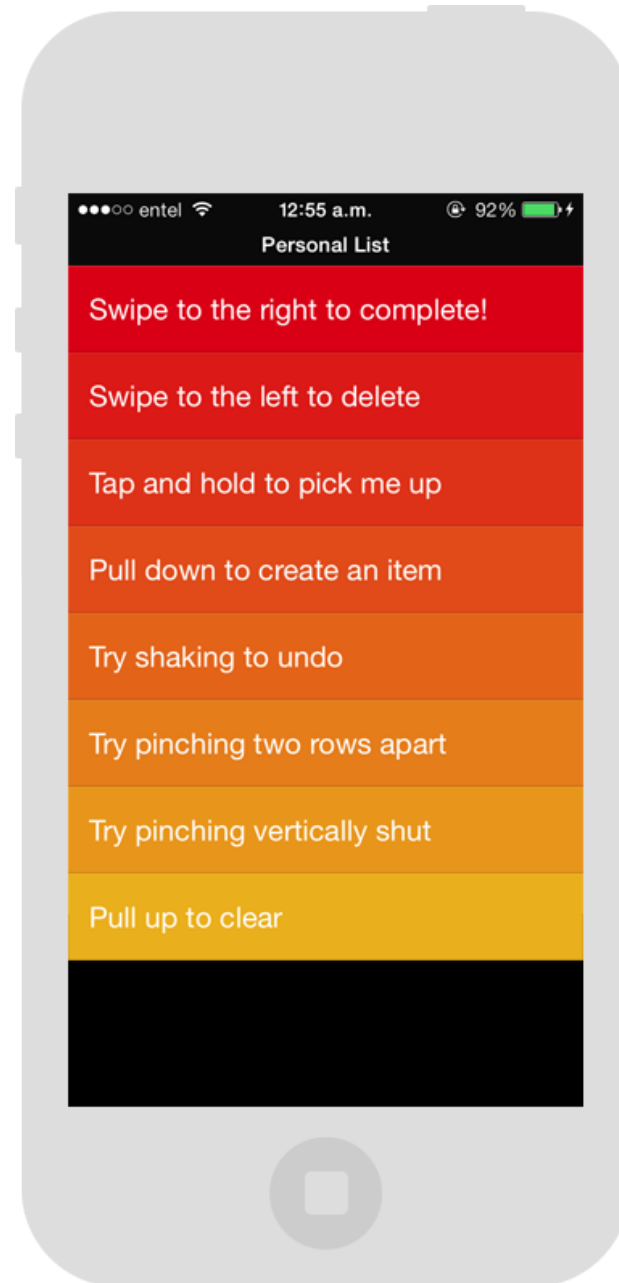 entel 12:55 a.m. 92%
Personal List
Swipe to the right to complete!
Swipe to the left to delete
Tap and hold to pick me up
Pull down to create an item
Try shaking to undo
Try pinching two rows apart
Try pinching vertically shut
Pull up to clear